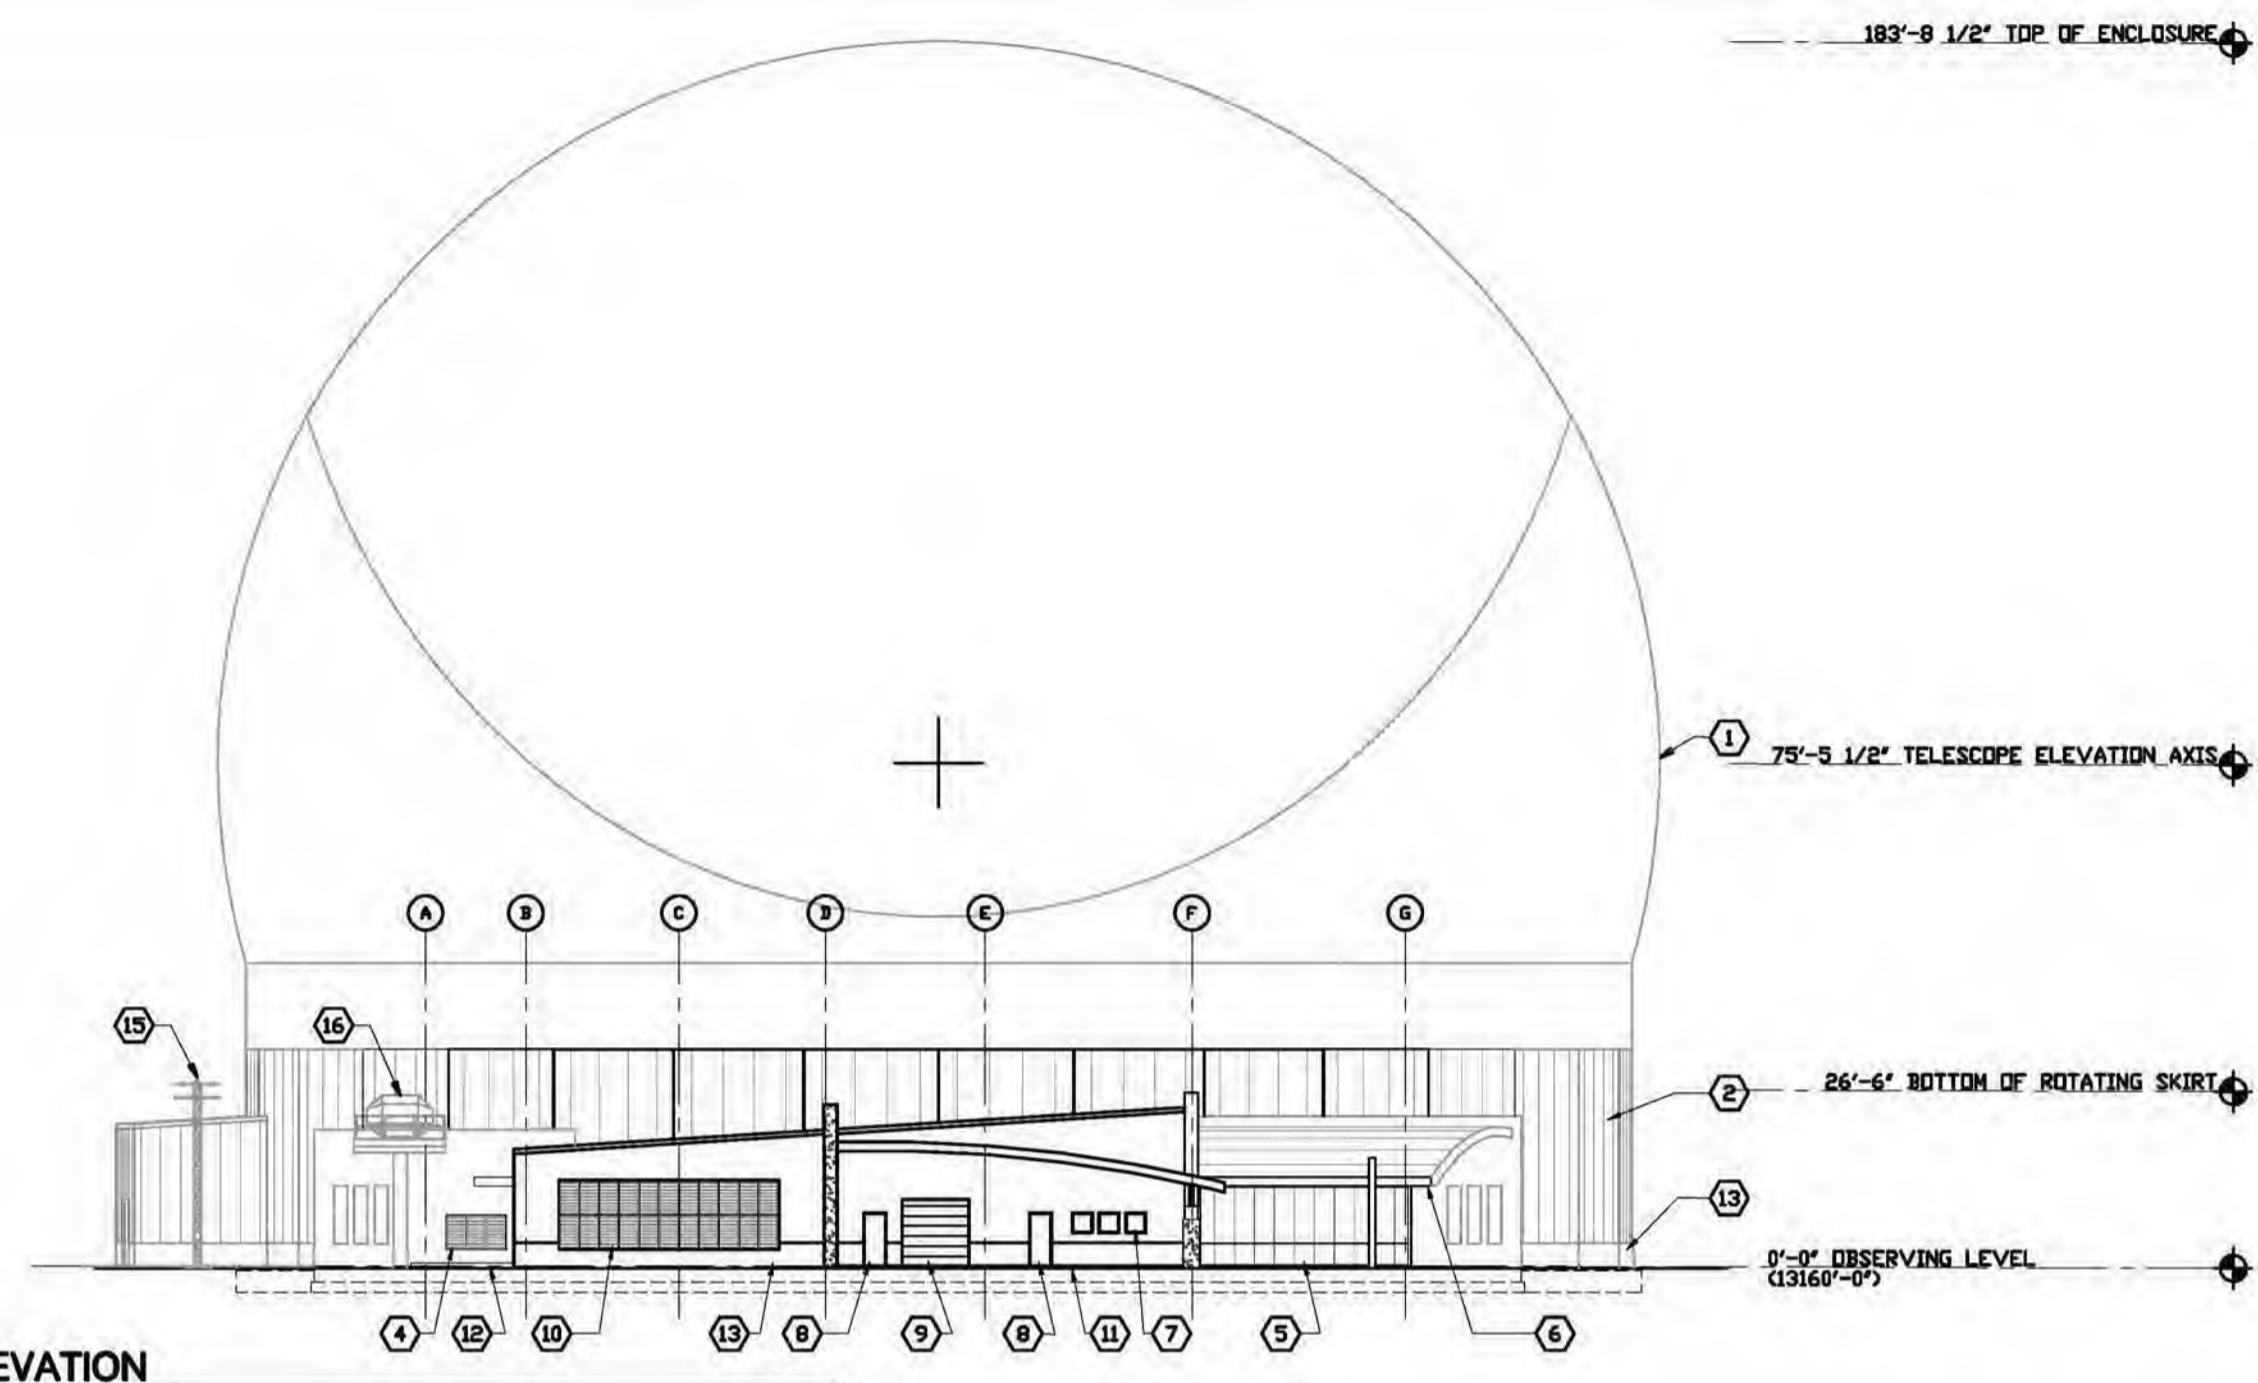 183'-8 1/2" TOP OF ENCLOSURE
1
75'-5 1/2" TELESCOPE ELEVATION AXIS
A B C D E F G
15 16
2
26'-6" BOTTOM OF ROTATING SKIRT
13
0'-0" OBSERVING LEVEL
(13160'-0")
4 12 10 13 8 9 8 11 7 5 6
EVATION